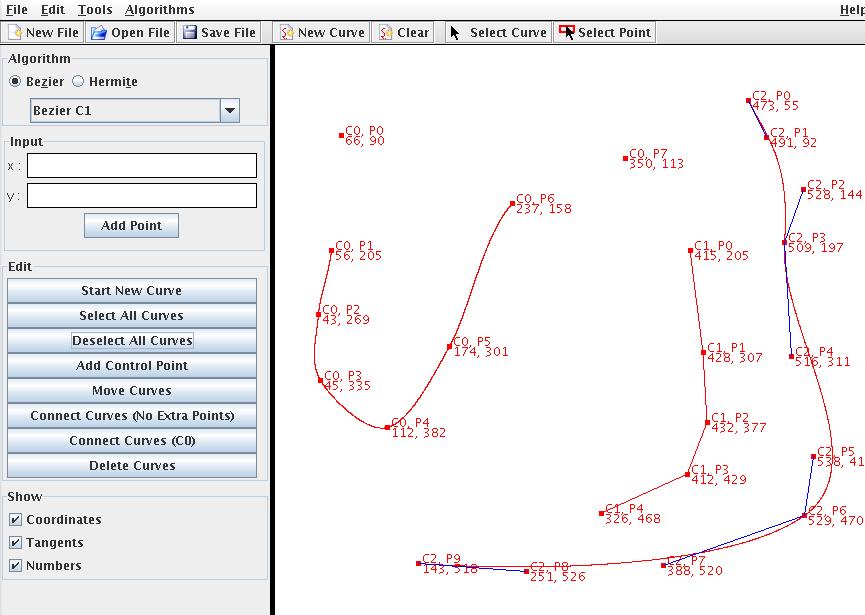 File Edit Tools Algorithms Help
New File Open File Save File New Curve Clear Select Curve Select Point
Algorithm
Bezier Hermite
Bezier C1
Input
x :
y :
Add Point
Edit
Start New Curve
Select All Curves
Deselect All Curves
Add Control Point
Move Curves
Connect Curves (No Extra Points)
Connect Curves (C0)
Delete Curves
Show
Coordinates
Tangents
Numbers
C0, P0
66, 90
C0, P7
350, 113
C2, P0
473, 55
C2, P1
491, 92
C2, P2
528, 144
C0, P6
237, 158
C0, P1
56, 205
C1, P0
415, 205
C2, P3
509, 197
C0, P2
43, 269
C0, P5
174, 301
C1, P1
428, 307
C2, P4
516, 311
C0, P3
45, 335
C0, P4
112, 382
C1, P2
432, 377
C1, P3
412, 429
C2, P5
538, 41
C1, P4
326, 468
C2, P6
529, 470
C2, P9
143, 518
C2, P8
251, 526
C2, P7
388, 520